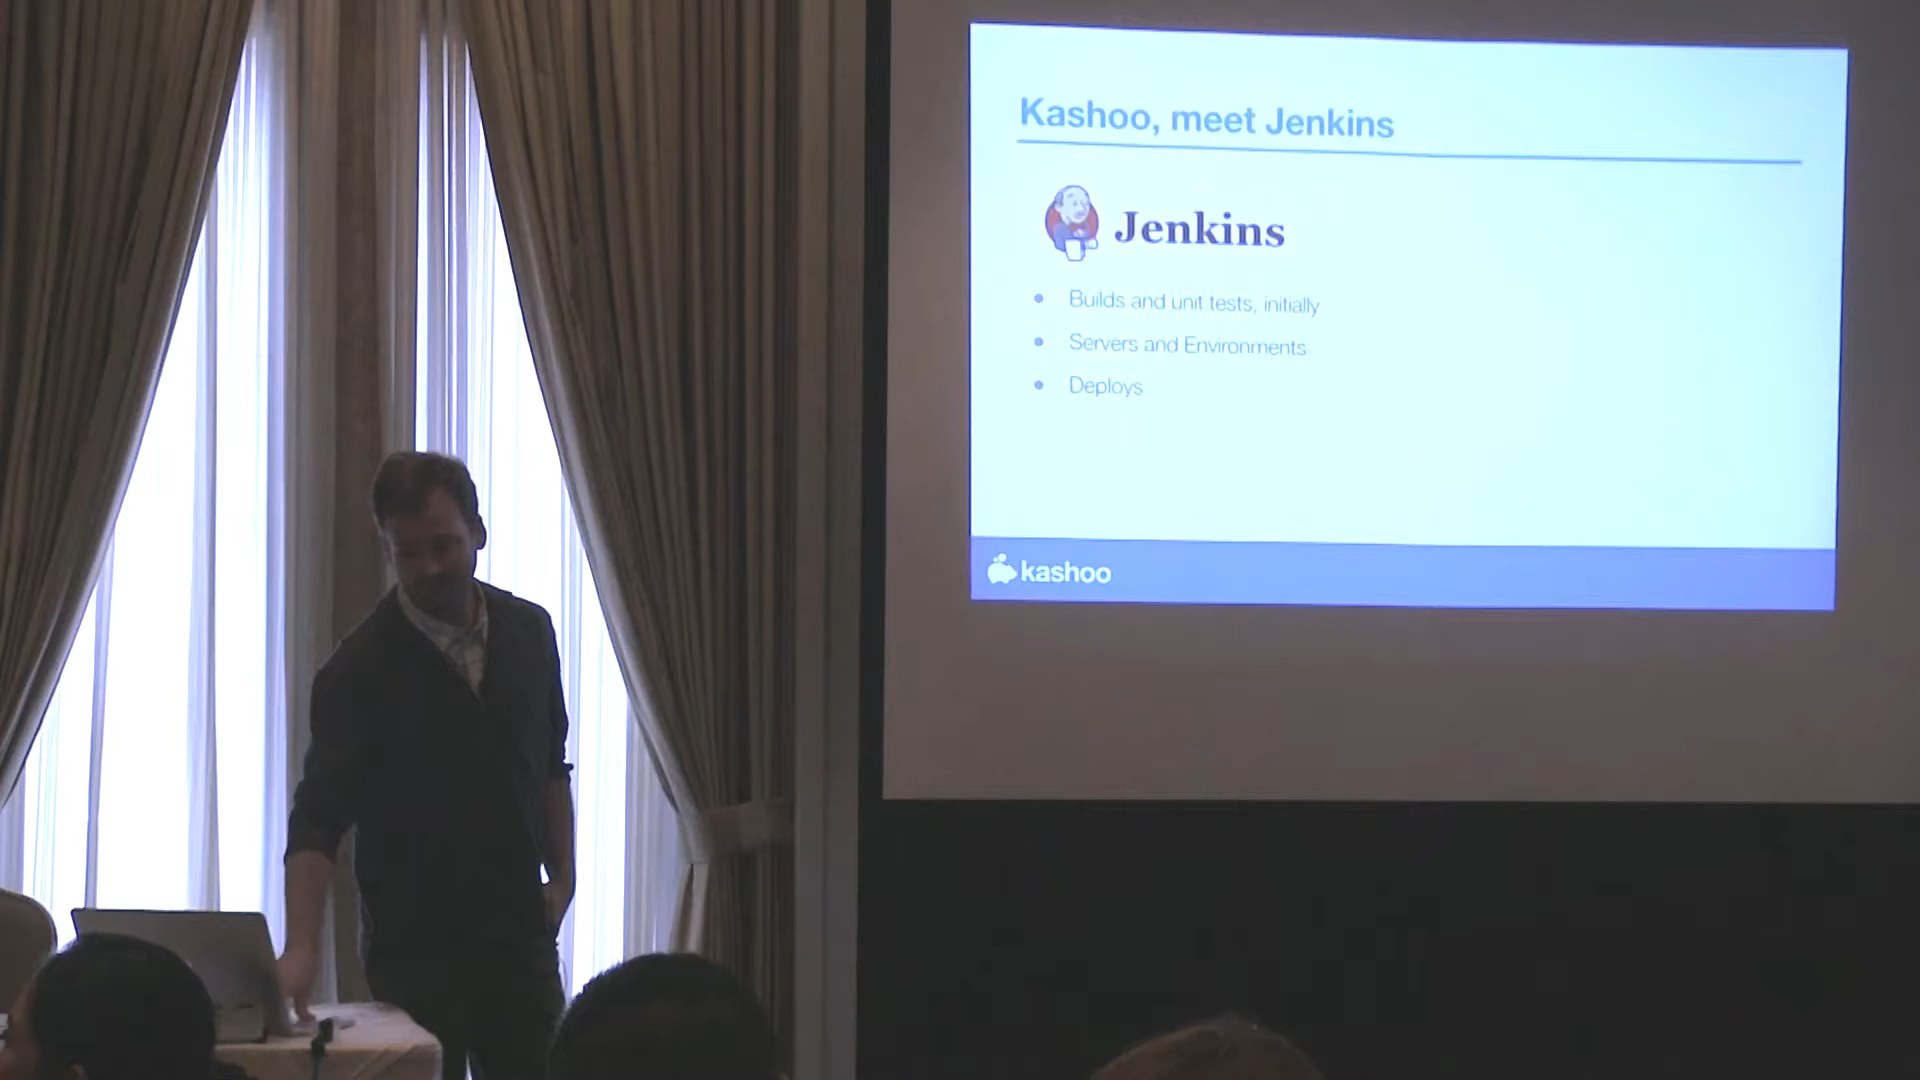 Kashoo, meet Jenkins
Jenkins
Builds and unit tests, initially
Servers and Environments
Deploys
kashoo